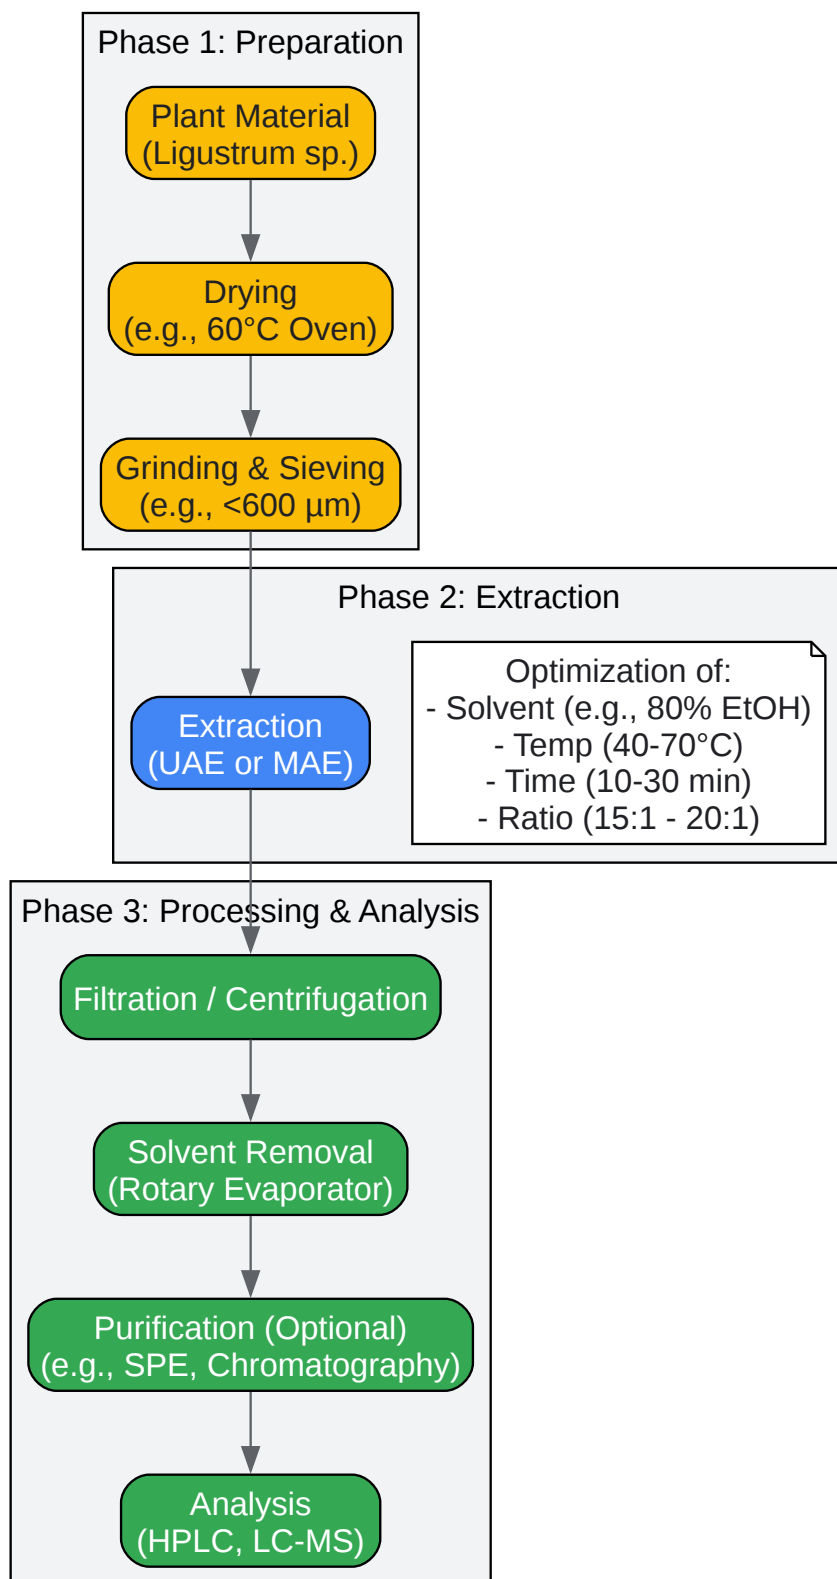 Phase 1: Preparation
Plant Material
(Ligustrum sp.)
Drying
(e.g., 60°C Oven)
Grinding & Sieving
(e.g., <600 µm)
Phase 2: Extraction
Extraction
(UAE or MAE)
Optimization of:
- Solvent (e.g., 80% EtOH)
- Temp (40-70°C)
- Time (10-30 min)
- Ratio (15:1 - 20:1)
Phase 3: Processing & Analysis
Filtration / Centrifugation
Solvent Removal
(Rotary Evaporator)
Purification (Optional)
(e.g., SPE, Chromatography)
Analysis
(HPLC, LC-MS)